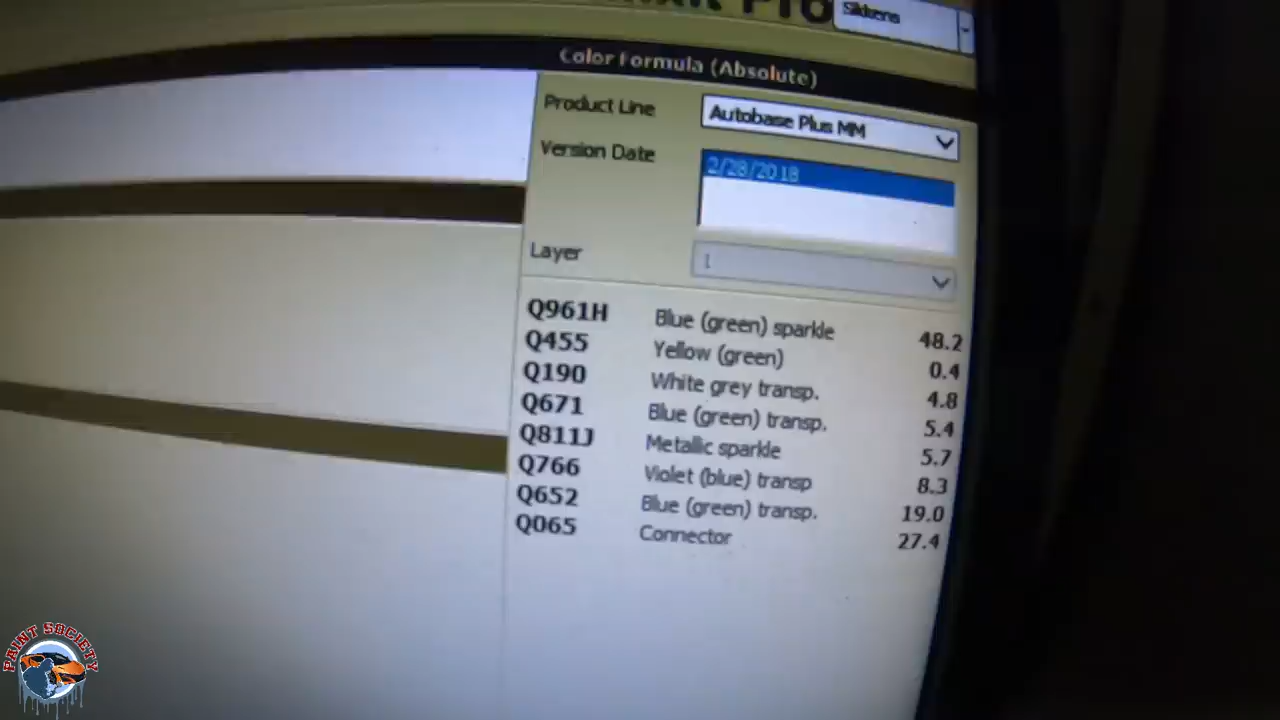 Pro
Sikkens
Color Formula (Absolute)
Product Line
Autobase Plus MM
Version Date
2/28/2018
Layer
1
Q961H Blue (green) sparkle 48.2
Q455 Yellow (green) 0.4
Q190 White grey transp. 4.8
Q671 Blue (green) transp. 5.4
Q811J Metallic sparkle 5.7
Q766 Violet (blue) transp 8.3
Q652 Blue (green) transp. 19.0
Q065 Connector 27.4
PAINT SOCIETY